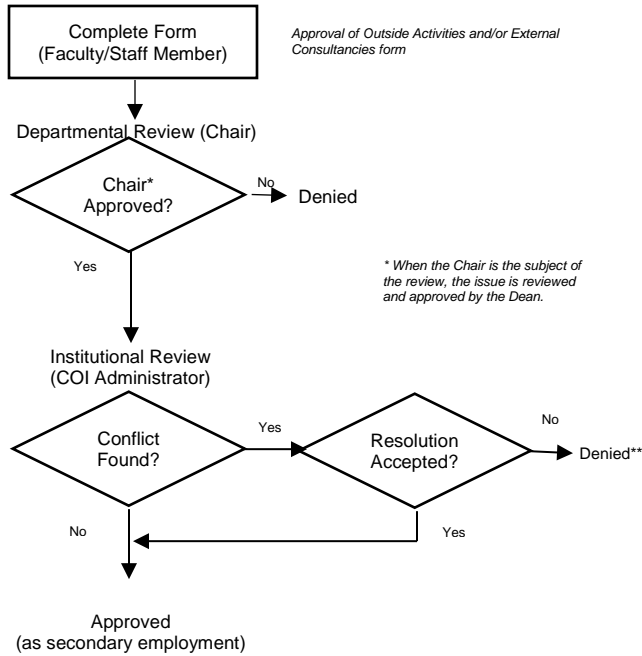 Complete Form
(Faculty/Staff Member)
Approval of Outside Activities and/or External
Consultancies form
Departmental Review (Chair)
Chair*
Approved?
No
Denied
Yes
* When the Chair is the subject of
the review, the issue is reviewed
and approved by the Dean.
Institutional Review
(COI Administrator)
Conflict
Found?
Yes
Resolution
Accepted?
No
Denied**
No
Yes
Approved
(as secondary employment)